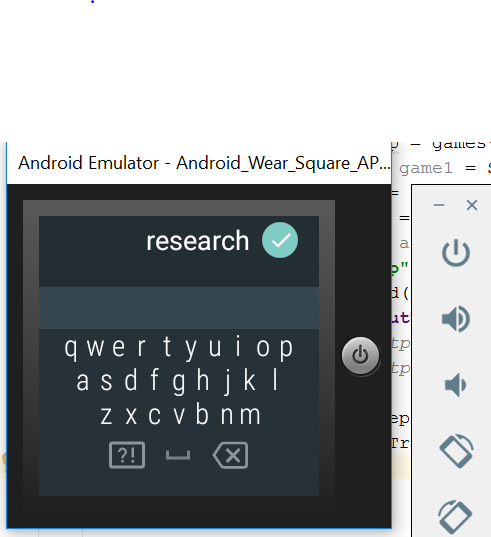 = games
Android Emulator - Android_Wear_Square_AP...
game1 =
=
research
=
a
p"
d(
ut
q w e r t y u i o p
tp
a s d f g h j k l
tp
z x c v b n m
ep
?!
Tr